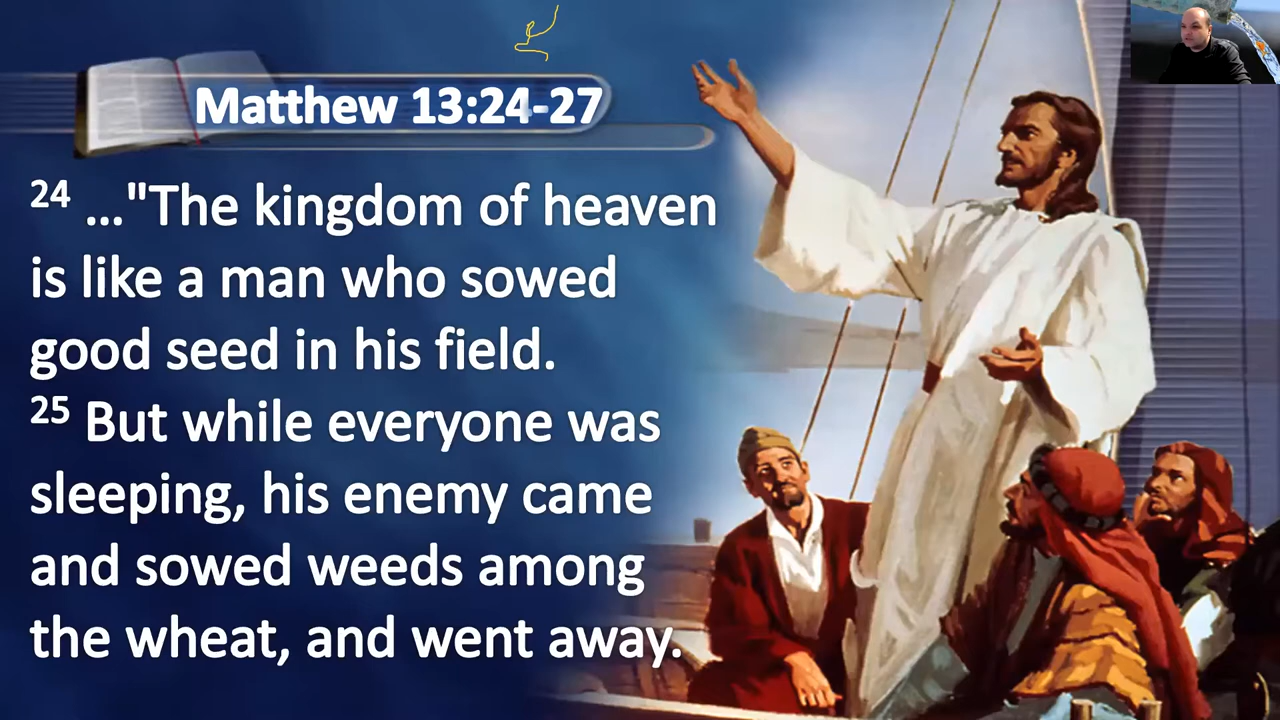 Matthew 13:24-27
24 ..."The kingdom of heaven
is like a man who sowed
good seed in his field.
25 But while everyone was
sleeping, his enemy came
and sowed weeds among
the wheat, and went away.